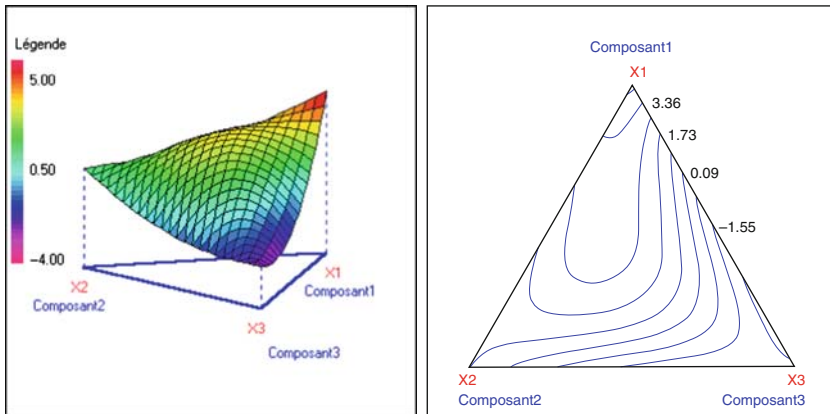 Légende
5.00
0.50
−4.00
X2
Composant2
X1
Composant1
X3
Composant3
Composant1
X1
3.36
1.73
0.09
−1.55
X2
X3
Composant2
Composant3